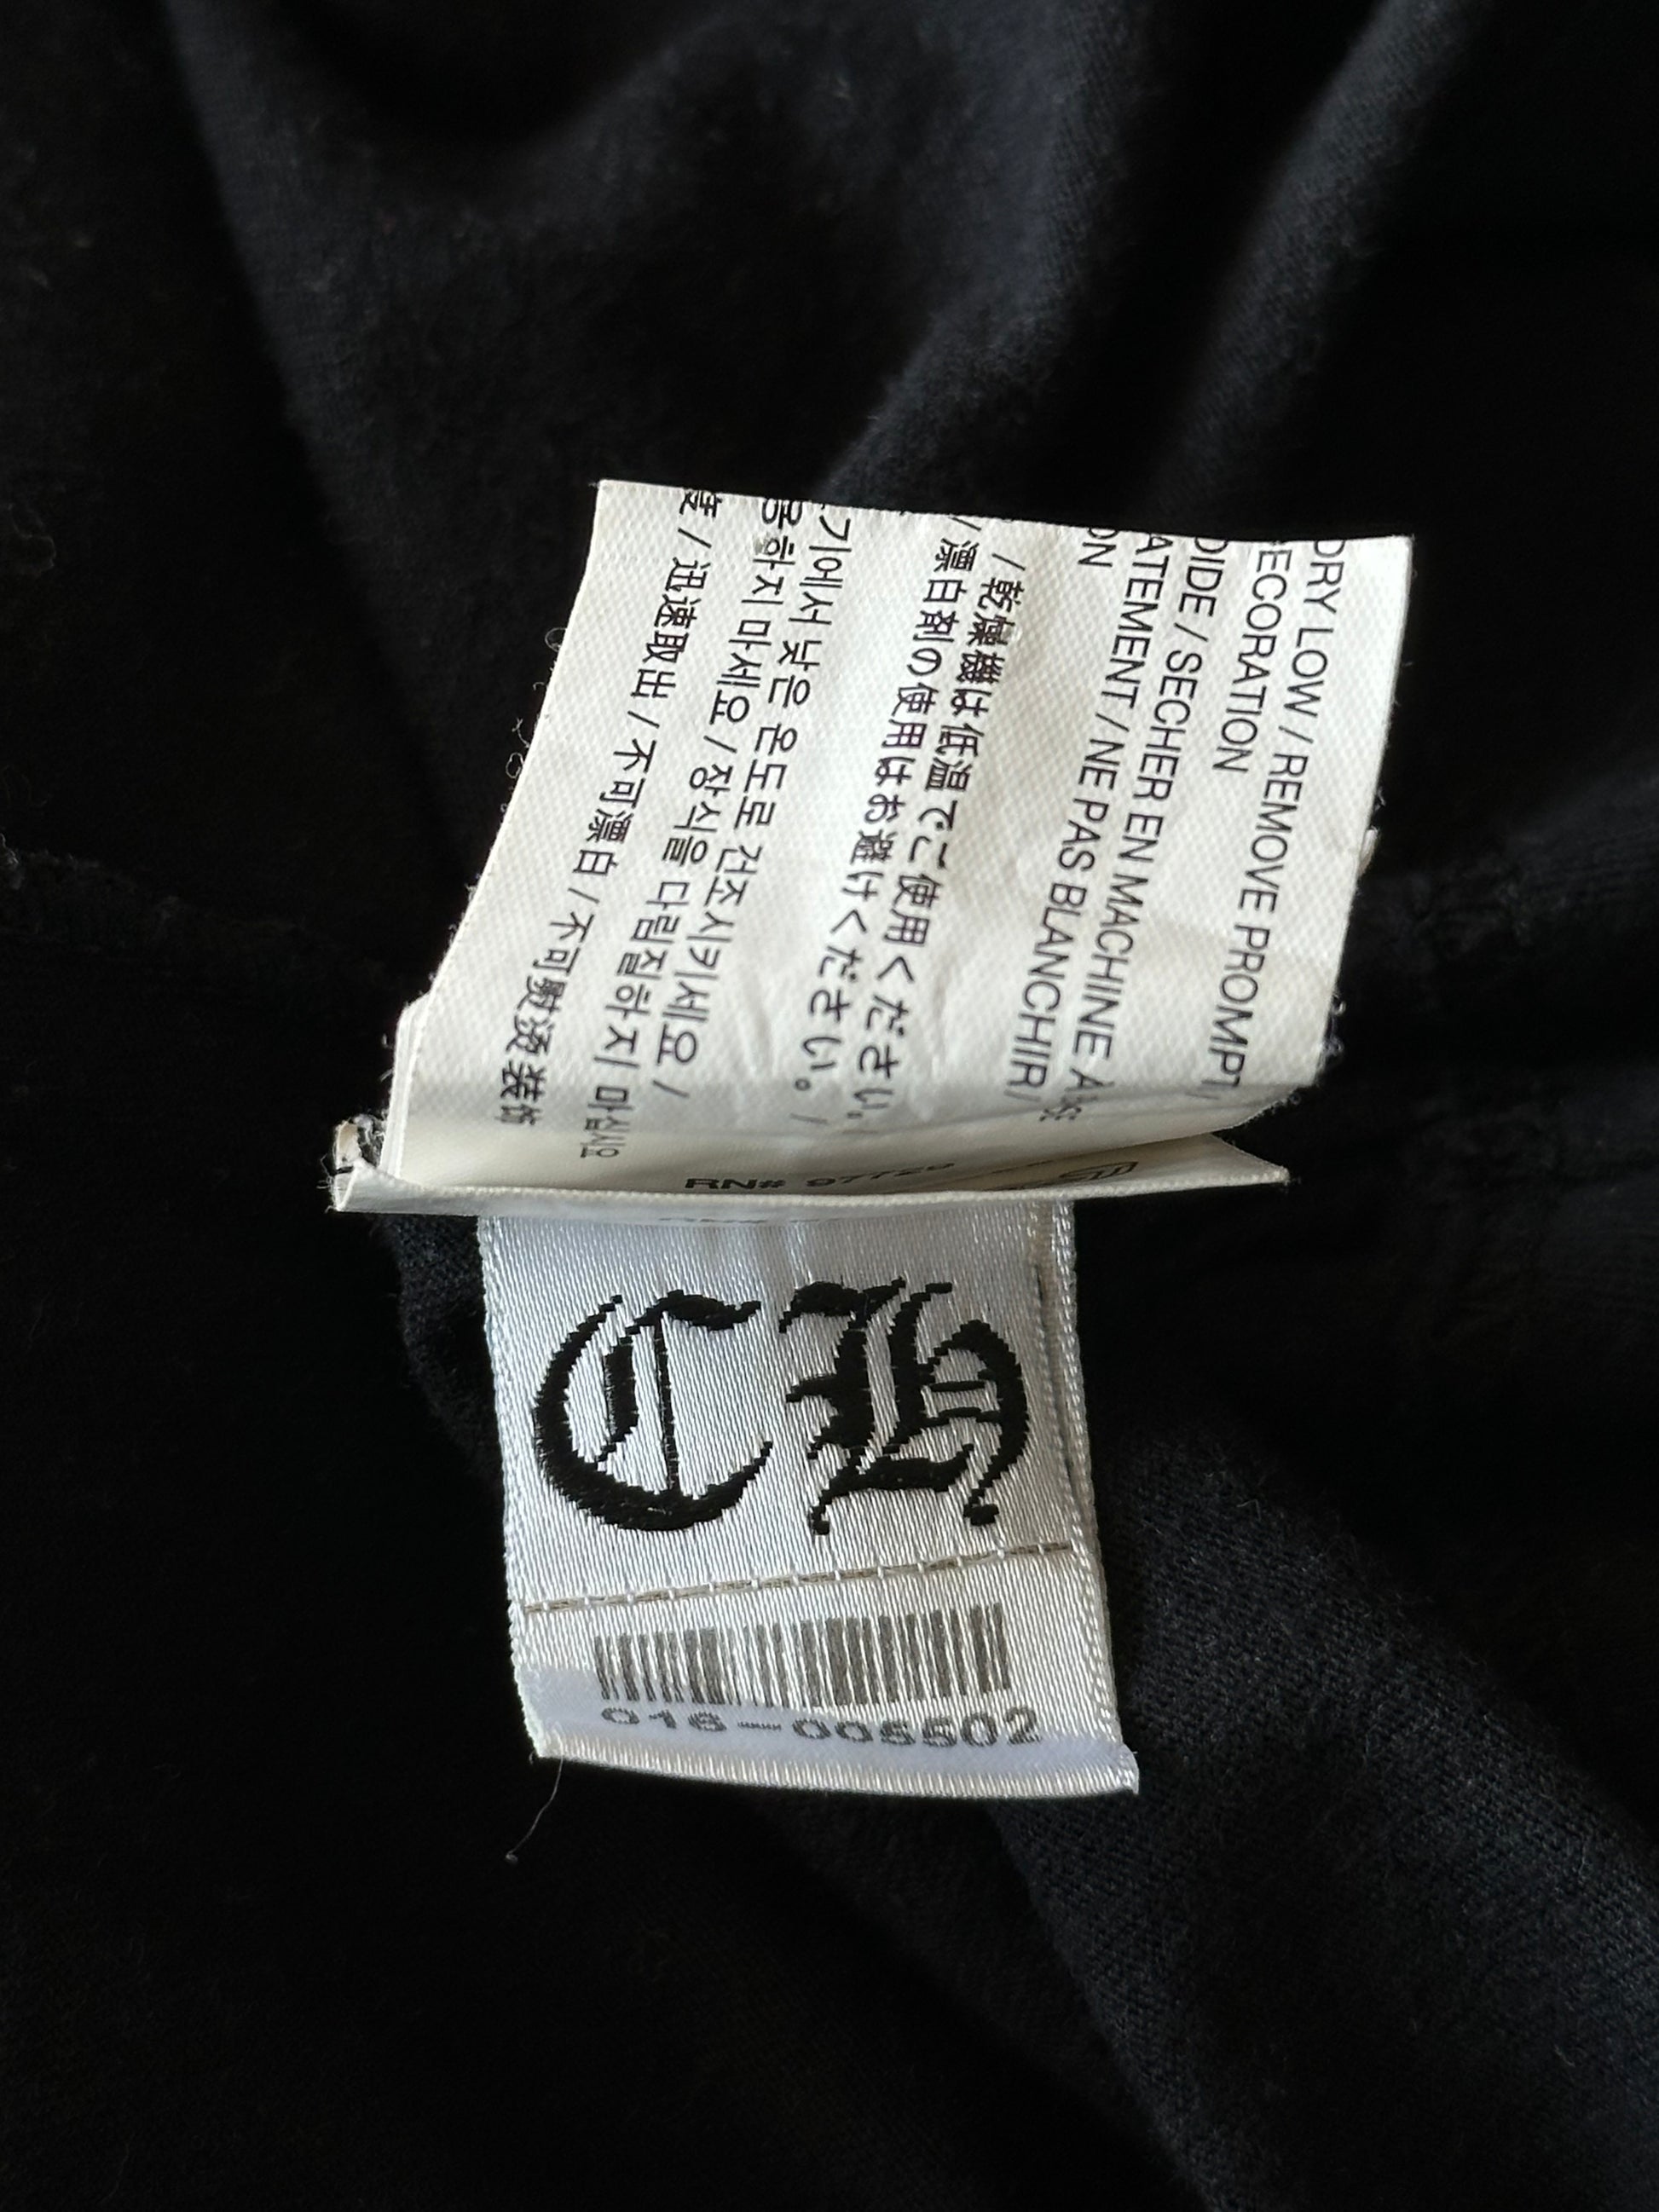 DRY LOW / REMOVE PROMPT
ECORATION
/ SECHER EN MACHINE À
ATEMENT / NE PAS BLANCHIR /
ON
/ 乾燥機は低温でご使用ください。
/ 漂白剤の使用はお避けください。 /
기에서 낮은 온도로 건조시키세요 /
하지 마세요 / 장식을 다림질하지 마십시오
/ 迅速取出 / 不可漂白 / 不可熨烫装饰
RN#
CH
016-005502